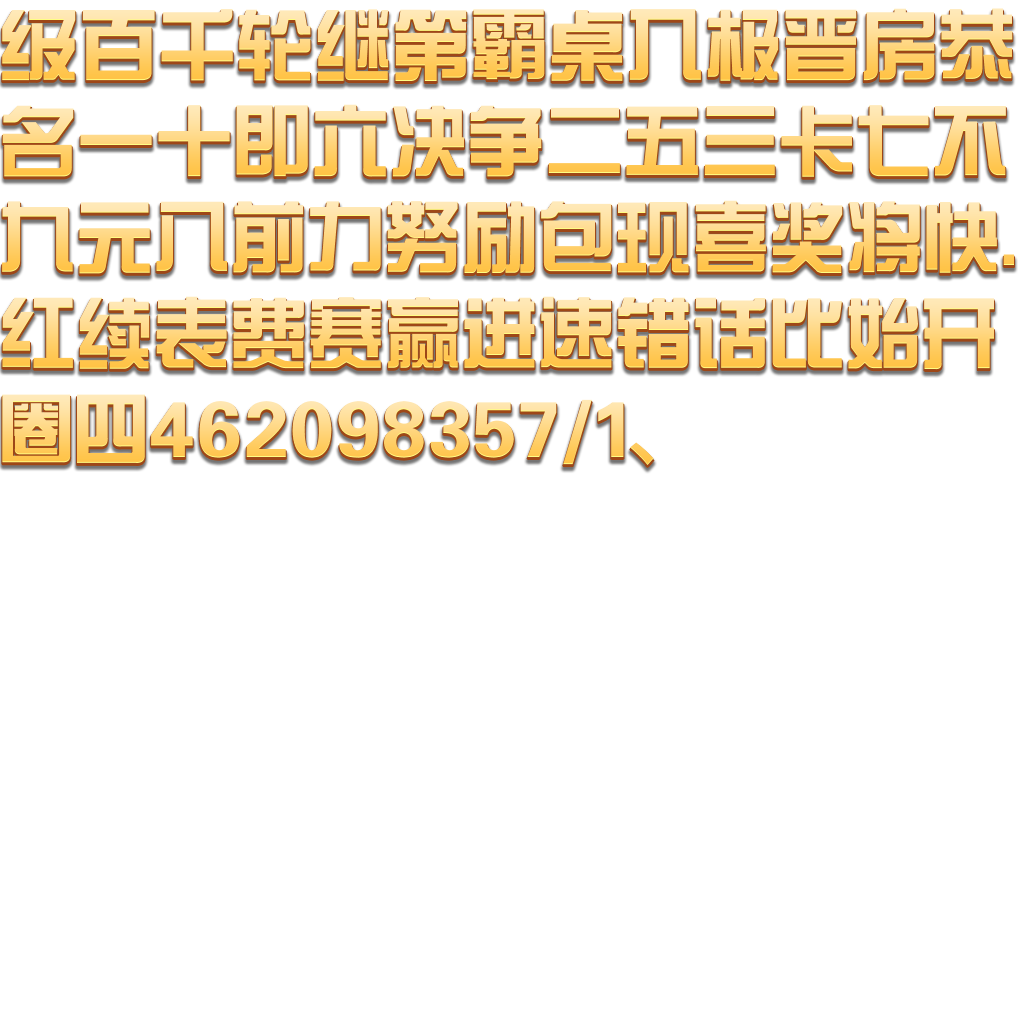 级百千轮继第霸桌入极晋房恭
名一十即六决争二五三卡七不
九元八前力努励包现喜奖将快.
红续表费赛赢进速错话比始开
圈四462098357/1、